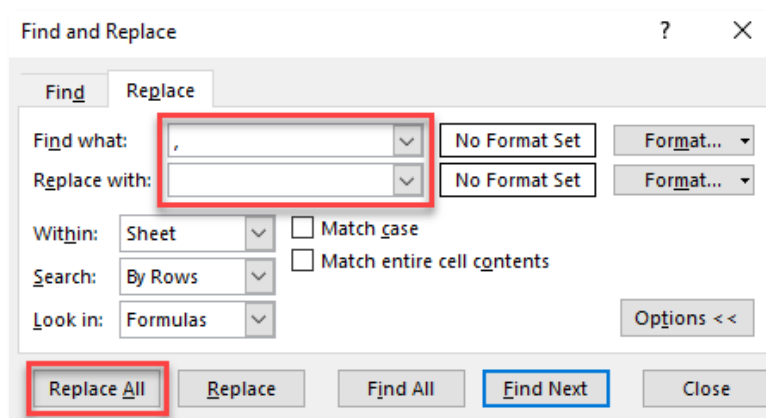 Find and Replace ? ×
Find Replace
Find what: , No Format Set Format...
Replace with: No Format Set Format...
Within: Sheet Match case
Match entire cell contents
Search: By Rows
Look in: Formulas Options <<
Replace All Replace Find All Find Next Close